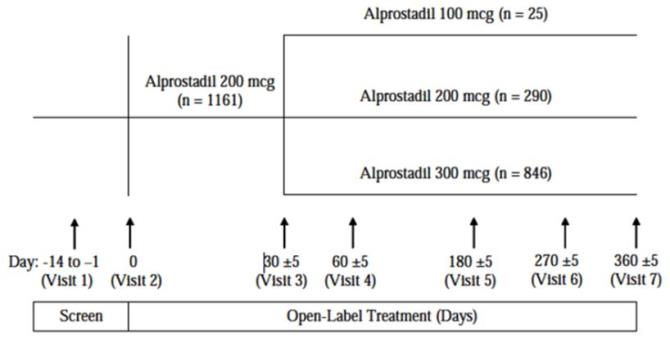 Alprostadil 100 mcg (n = 25)
Alprostadil 200 mcg
(n = 1161)
Alprostadil 200 mcg (n = 290)
Alprostadil 300 mcg (n = 846)
Day: -14 to –1 0 30 ±5 60 ±5 180 ±5 270 ±5 360 ±5
(Visit 1) (Visit 2) (Visit 3) (Visit 4) (Visit 5) (Visit 6) (Visit 7)
Screen Open-Label Treatment (Days)